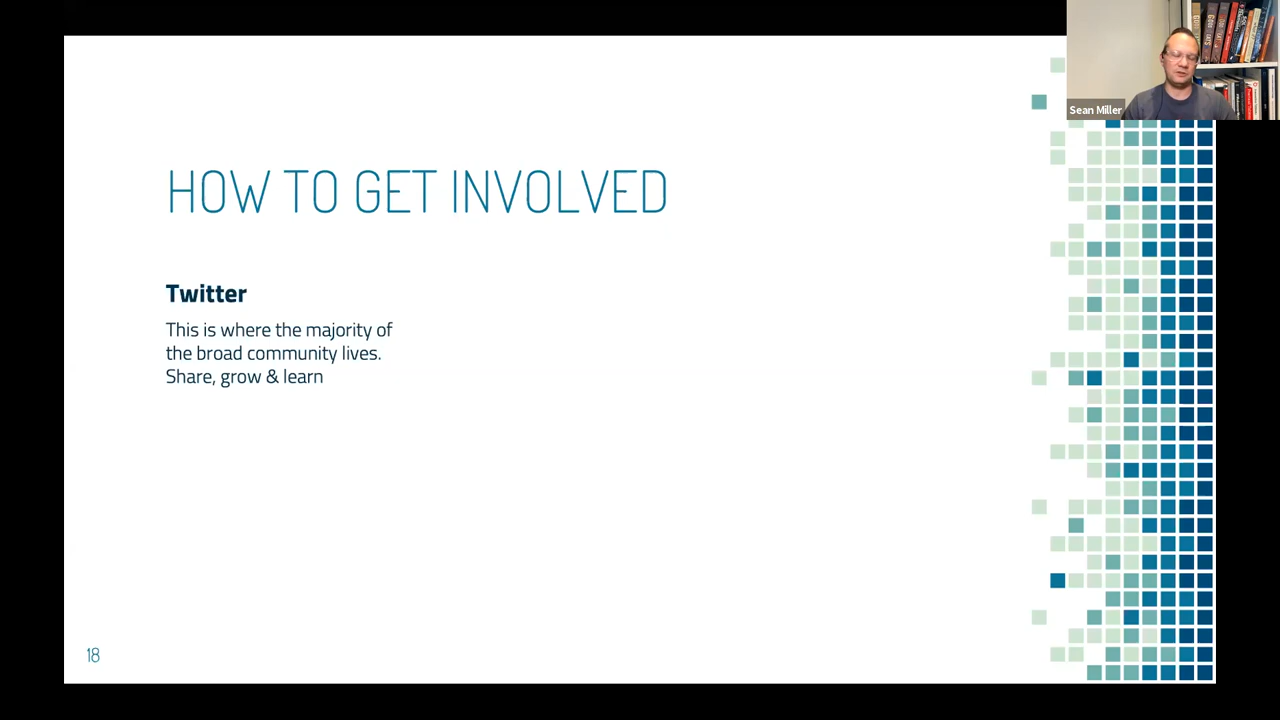 Sean Miller
HOW TO GET INVOLVED
Twitter
This is where the majority of
the broad community lives.
Share, grow & learn
18